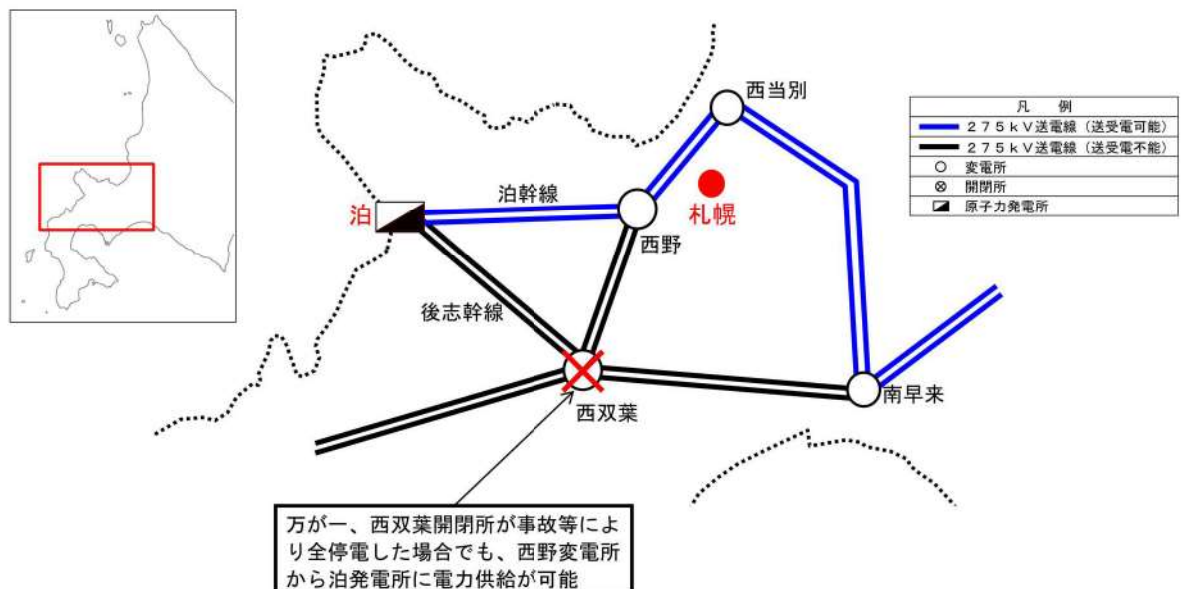 西当別
凡　例
２７５ｋＶ送電線（送受電可能）
２７５ｋＶ送電線（送受電不能）
変電所
開閉所
原子力発電所
泊幹線
札幌
泊
西野
後志幹線
西双葉
南早来
万が一、西双葉開閉所が事故等によ
り全停電した場合でも、西野変電所
から泊発電所に電力供給が可能